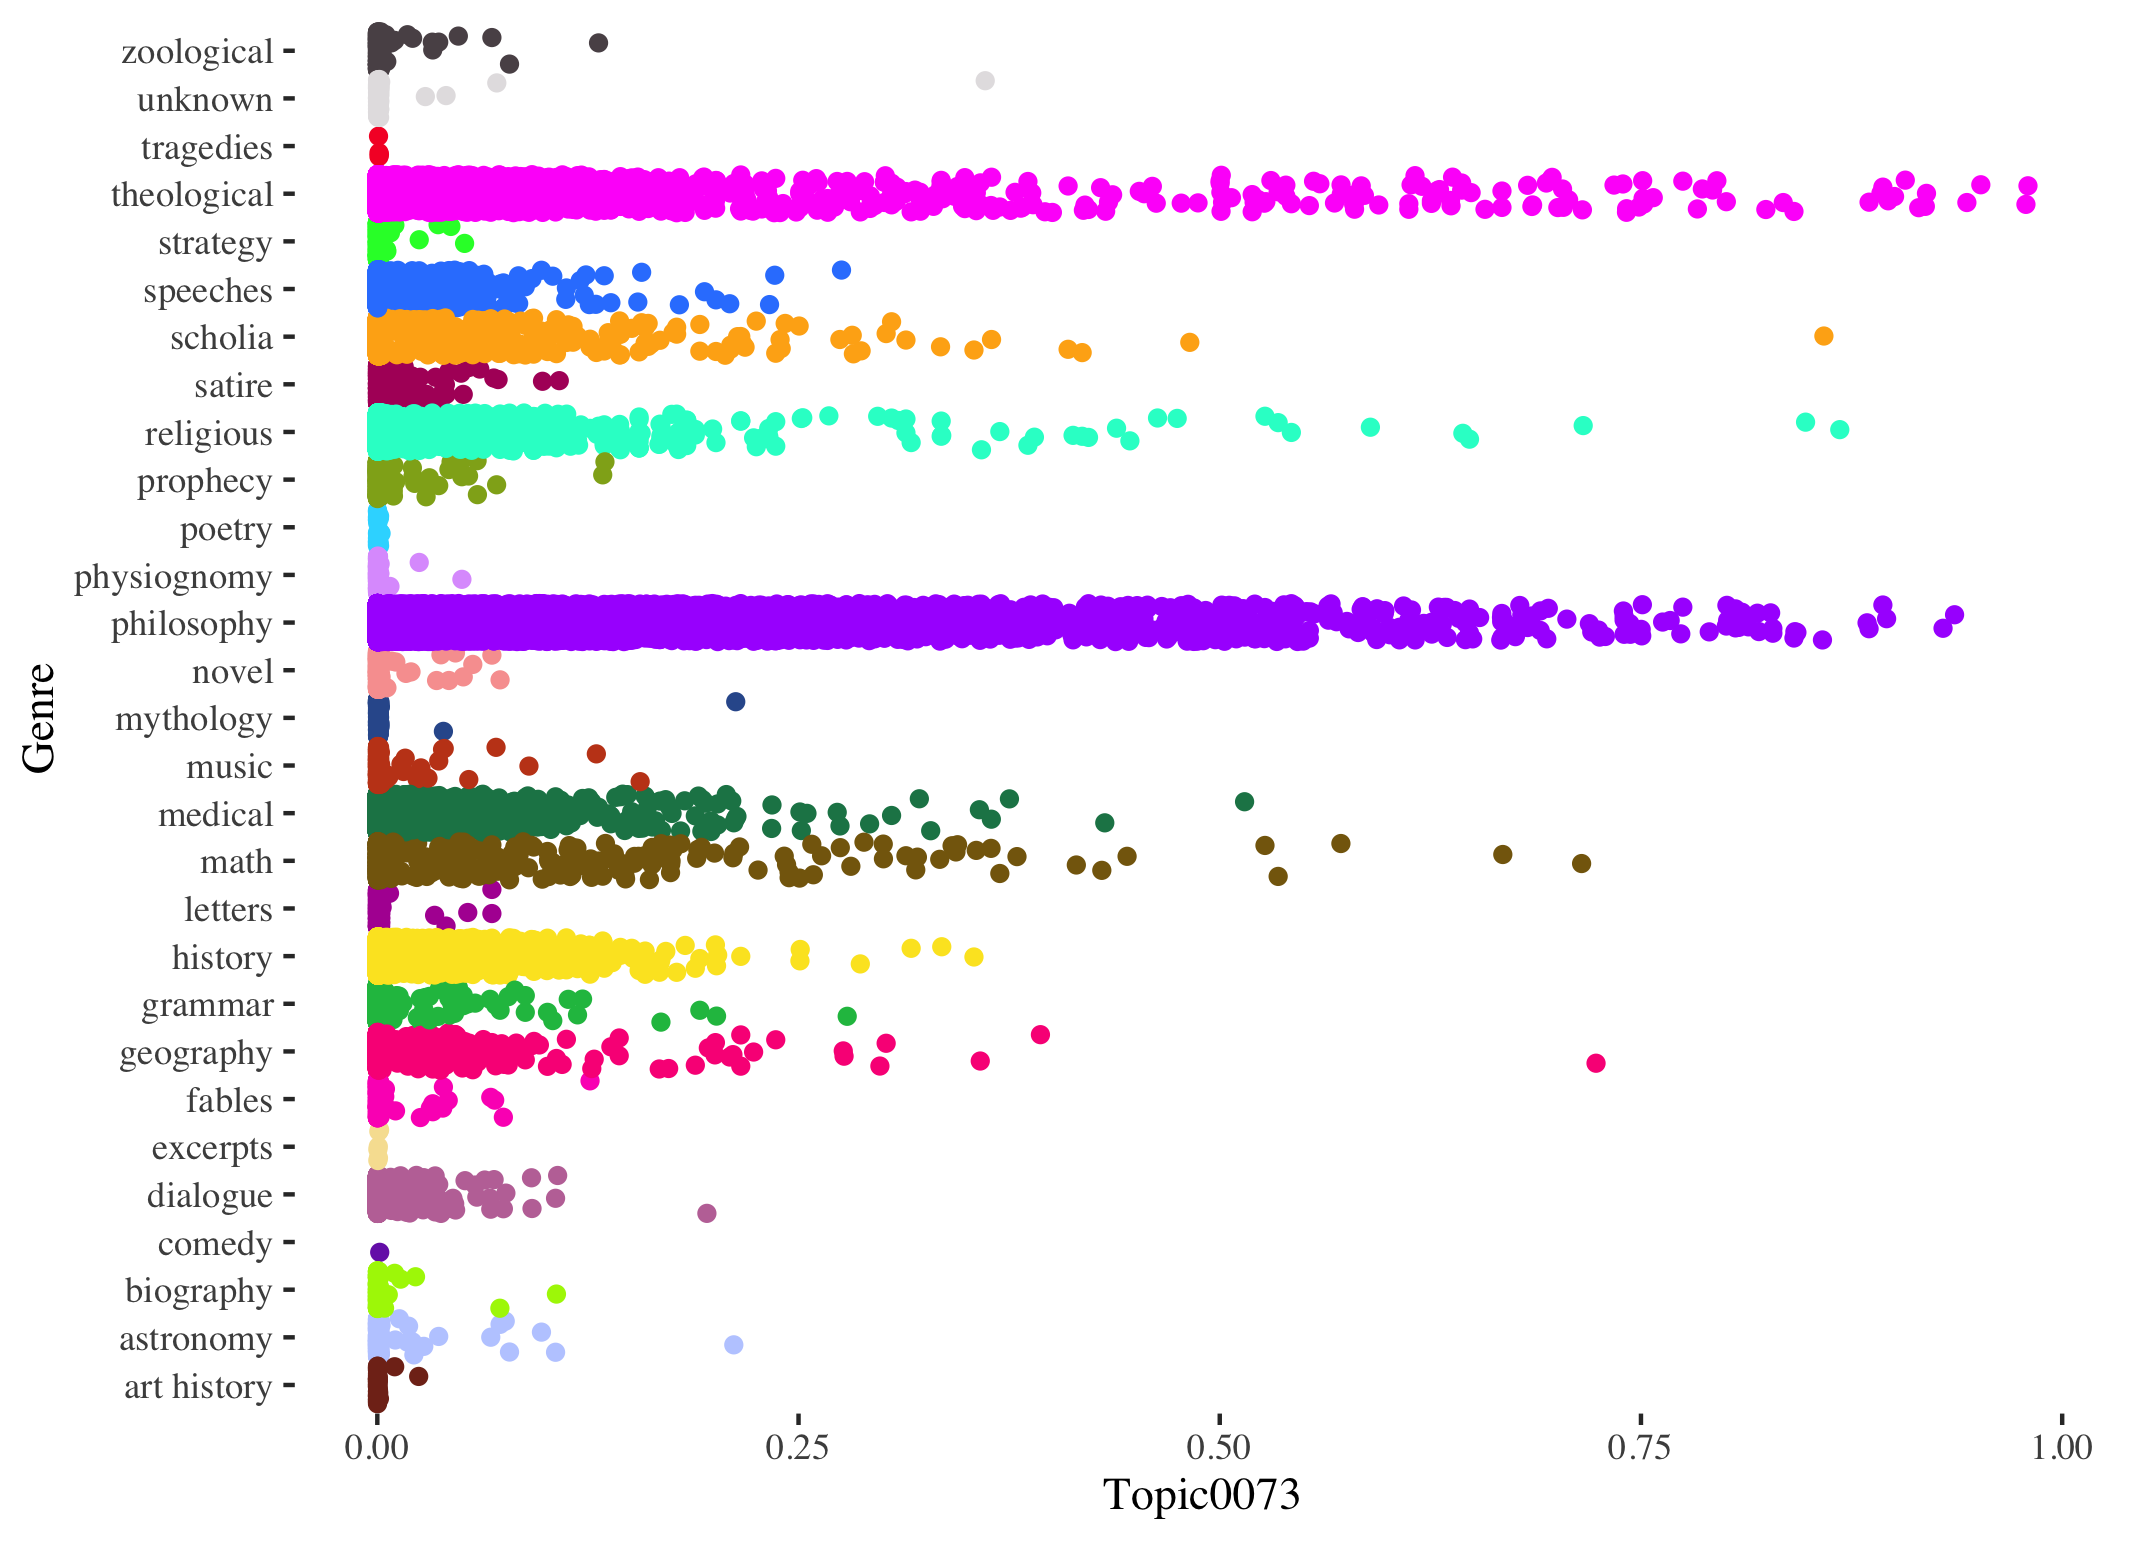 Genre
zoological
unknown
tragedies
theological
strategy
speeches
scholia
satire
religious
prophecy
poetry
physiognomy
philosophy
novel
mythology
music
medical
math
letters
history
grammar
geography
fables
excerpts
dialogue
comedy
biography
astronomy
art history
0.00 0.25 0.50 0.75 1.00
Topic0073